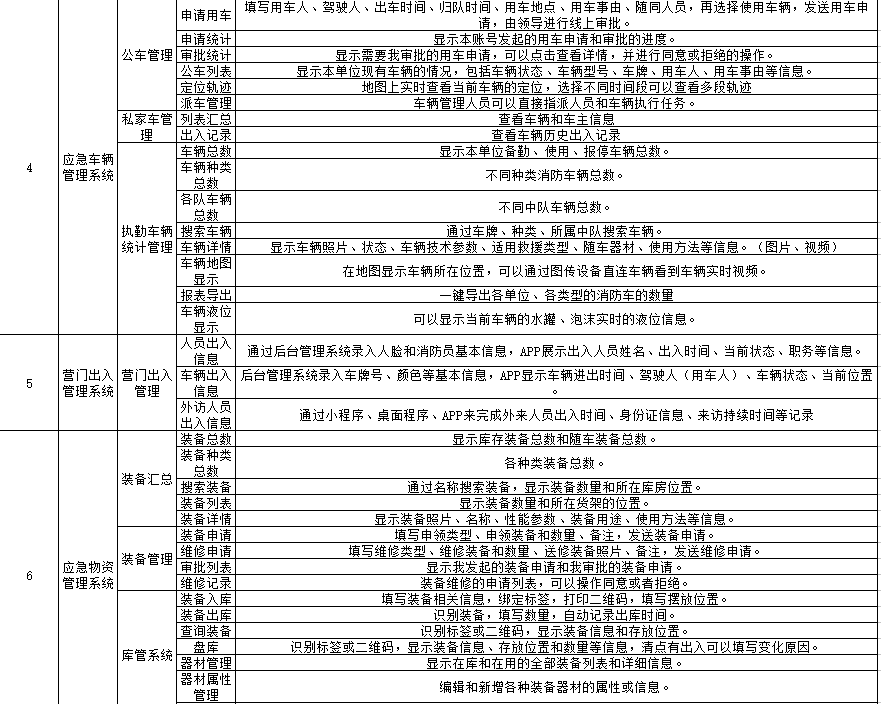 填写用车人、驾驶人、出车时间、归队时间、用车地点、用车事由、随同人员，再选择使用车辆，发送用车申
申请用车
请，由领导进行线上审批。
申请统计 显示本账号发起的用车申请和审批的进度。
公车管理 审批统计 显示需要我审批的用车申请，可以点击查看详情，并进行同意或拒绝的操作。
公车列表 显示本单位现有车辆的情况，包括车辆状态、车辆型号、车牌、用车人、用车事由等信息。
定位轨迹 地图上实时查看当前车辆的定位，选择不同时间段可以查看多段轨迹
派车管理 车辆管理人员可以直接指派人员和车辆执行任务。
私家车管 列表汇总 查看车辆和车主信息
理 出入记录 查看车辆历史出入记录
4
应急车辆
管理系统
车辆总数 显示本单位备勤、使用、报停车辆总数。
车辆种类
总数
不同种类消防车辆总数。
各队车辆
总数
不同中队车辆总数。
执勤车辆
统计管理
搜索车辆 通过车牌、种类、所属中队搜索车辆。
车辆详情 显示车辆照片、状态、车辆技术参数、适用救援类型、随车器材、使用方法等信息。（图片、视频）
车辆地图
显示
在地图显示车辆所在位置，可以通过图传设备直连车辆看到车辆实时视频。
报表导出 一键导出各单位、各类型的消防车的数量
车辆液位
显示
可以显示当前车辆的水罐、泡沫实时的液位信息。
5
营门出入
管理系统
营门出入
管理
人员出入
信息
通过后台管理系统录入人脸和消防员基本信息，APP展示出入人员姓名、出入时间、当前状态、职务等信息。
车辆出入
信息
后台管理系统录入车牌号、颜色等基本信息，APP显示车辆进出时间、驾驶人（用车人）、车辆状态、当前位置
。
外访人员
出入信息
通过小程序、桌面程序、APP来完成外来人员出入时间、身份证信息、来访持续时间等记录
6
应急物资
管理系统
装备汇总
装备总数 显示库存装备总数和随车装备总数。
装备种类
总数
各种类装备总数。
搜索装备 通过名称搜索装备，显示装备数量和所在库房位置。
装备列表 显示装备数量和所在货架的位置。
装备详情 显示装备照片、名称、性能参数、装备用途、使用方法等信息。
装备管理
装备申请 填写申领类型、申领装备和数量、备注，发送装备申请。
维修申请 填写维修类型、维修装备和数量、送修装备照片、备注，发送维修申请。
审批列表 显示我发起的装备申请和我审批的装备申请。
维修记录 装备维修的申请列表，可以操作同意或者拒绝。
库管系统
装备入库 填写装备相关信息，绑定标签，打印二维码，填写摆放位置。
装备出库 识别装备，填写数量，自动记录出库时间。
查询装备 识别标签或二维码，显示装备信息和存放位置。
盘库 识别标签或二维码，显示装备信息、存放位置和数量等信息，清点有出入可以填写变化原因。
器材管理 显示在库和在用的全部装备列表和详细信息。
器材属性
管理
编辑和新增各种装备器材的属性或信息。